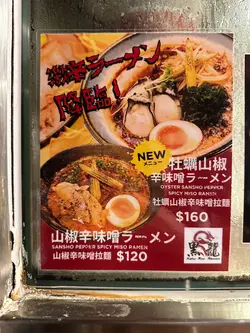 辛ラーメン
降臨！
NEW
メニュー
牡蠣山椒
辛味噌ラーメン
OYSTER SANSHO PEPPER
SPICY MISO RAMEN
牡蠣山椒辛味噌拉麵
$160
山椒辛味噌ラーメン
SANSHO PEPPER SPICY MISO RAMEN
山椒辛味噌拉麵 $120
黒龍